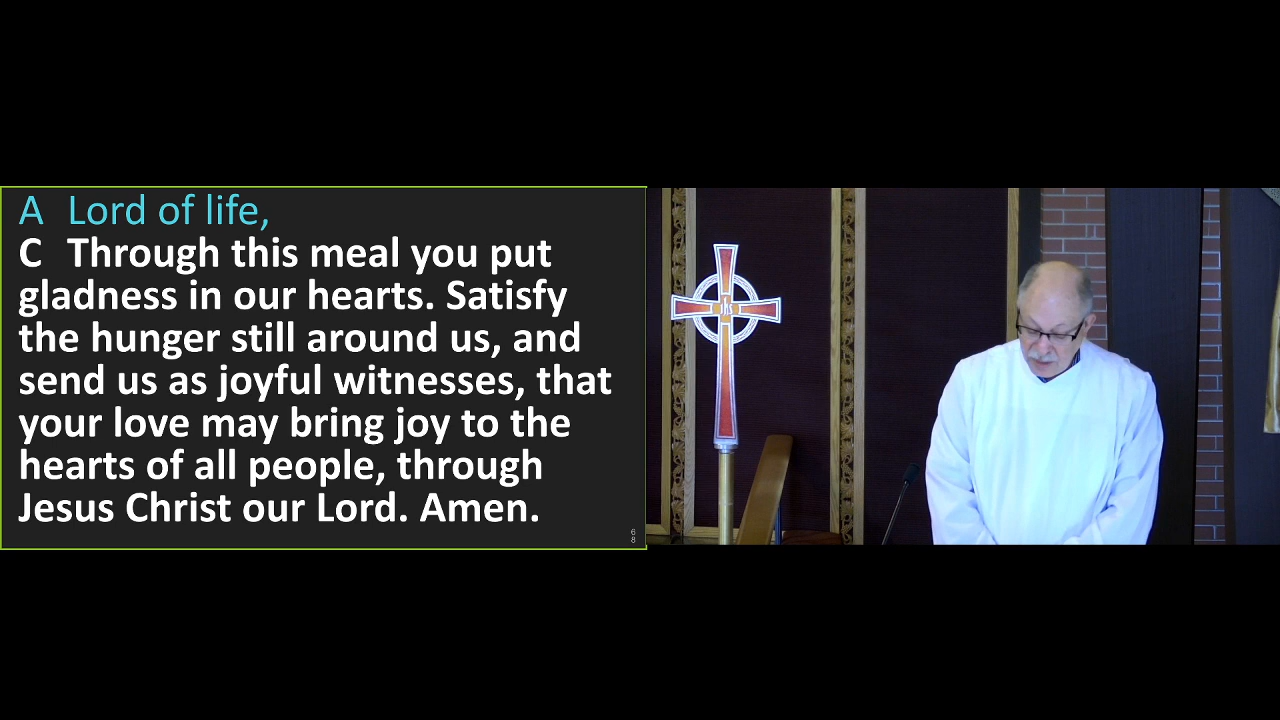 A Lord of life,
C Through this meal you put
gladness in our hearts. Satisfy
the hunger still around us, and
send us as joyful witnesses, that
your love may bring joy to the
hearts of all people, through
Jesus Christ our Lord. Amen.
6
8